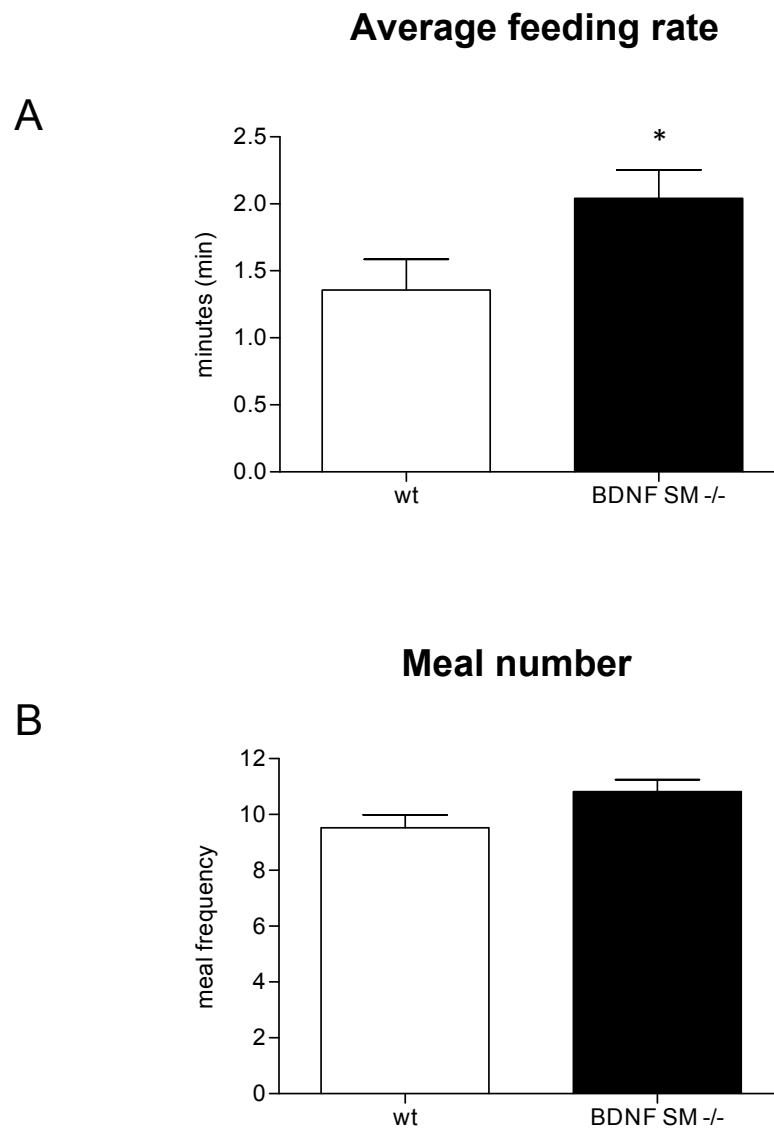 Average feeding rate
A
2.5
2.0
1.5
1.0
0.5
0.0
minutes (min)
*
wt
BDNF SM -/-
Meal number
B
12
10
8
6
4
2
0
meal frequency
wt
BDNF SM -/-